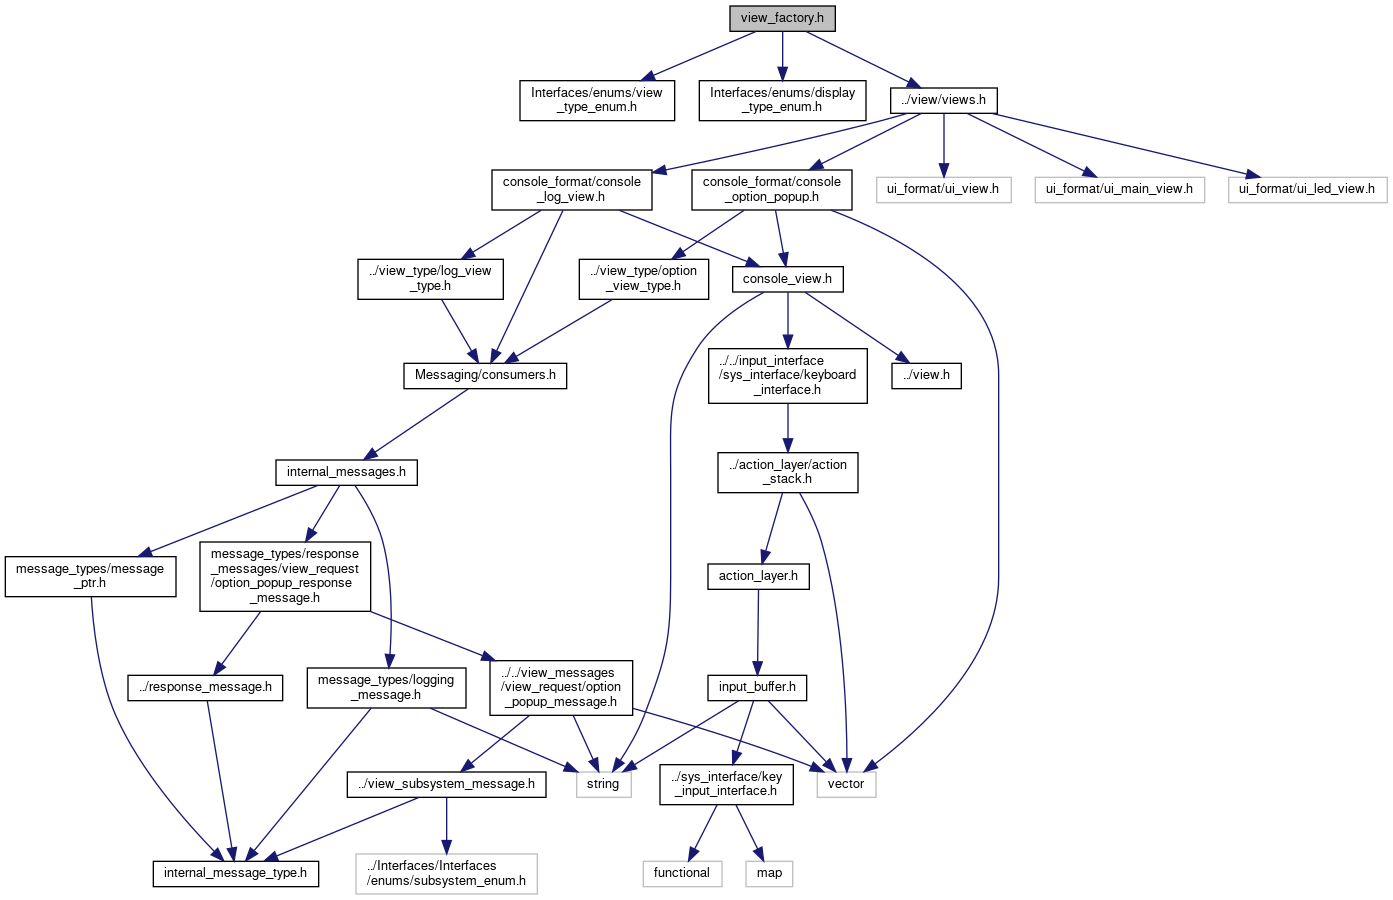 view_factory.h
Interfaces/enums/view
_type_enum.h
Interfaces/enums/display
_type_enum.h
../view/views.h
console_format/console
_log_view.h
console_format/console
_option_popup.h
ui_format/ui_view.h
ui_format/ui_main_view.h
ui_format/ui_led_view.h
../view_type/log_view
_type.h
../view_type/option
_view_type.h
console_view.h
../../input_interface
/sys_interface/keyboard
_interface.h
../view.h
Messaging/consumers.h
internal_messages.h
../action_layer/action
_stack.h
message_types/message
_ptr.h
message_types/response
_messages/view_request
/option_popup_response
_message.h
action_layer.h
../response_message.h
message_types/logging
_message.h
../../view_messages
/view_request/option
_popup_message.h
input_buffer.h
../view_subsystem_message.h
string
../sys_interface/key
_input_interface.h
vector
internal_message_type.h
../Interfaces/Interfaces
/enums/subsystem_enum.h
functional
map